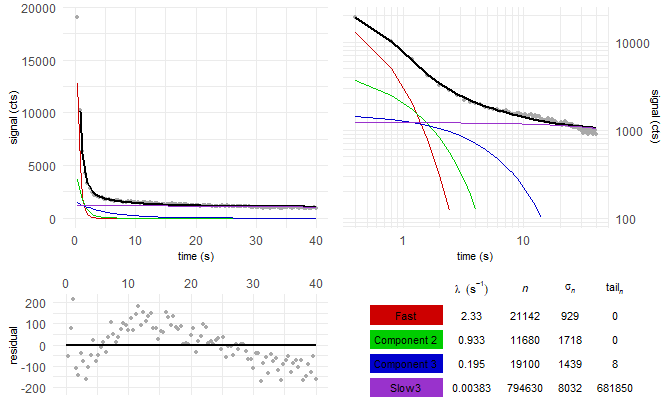 20000
15000
10000
5000
0
signal (cts)
0
10
20
30
40
time (s)
10000
1000
100
signal (cts)
1
10
time (s)
0
10
20
30
40
200
100
0
-100
-200
residual
λ (s⁻¹) n σₙ tailₙ
Fast 2.33 21142 929 0
Component 2 0.933 11680 1718 0
Component 3 0.195 19100 1439 8
Slow3 0.00383 794630 8032 681850